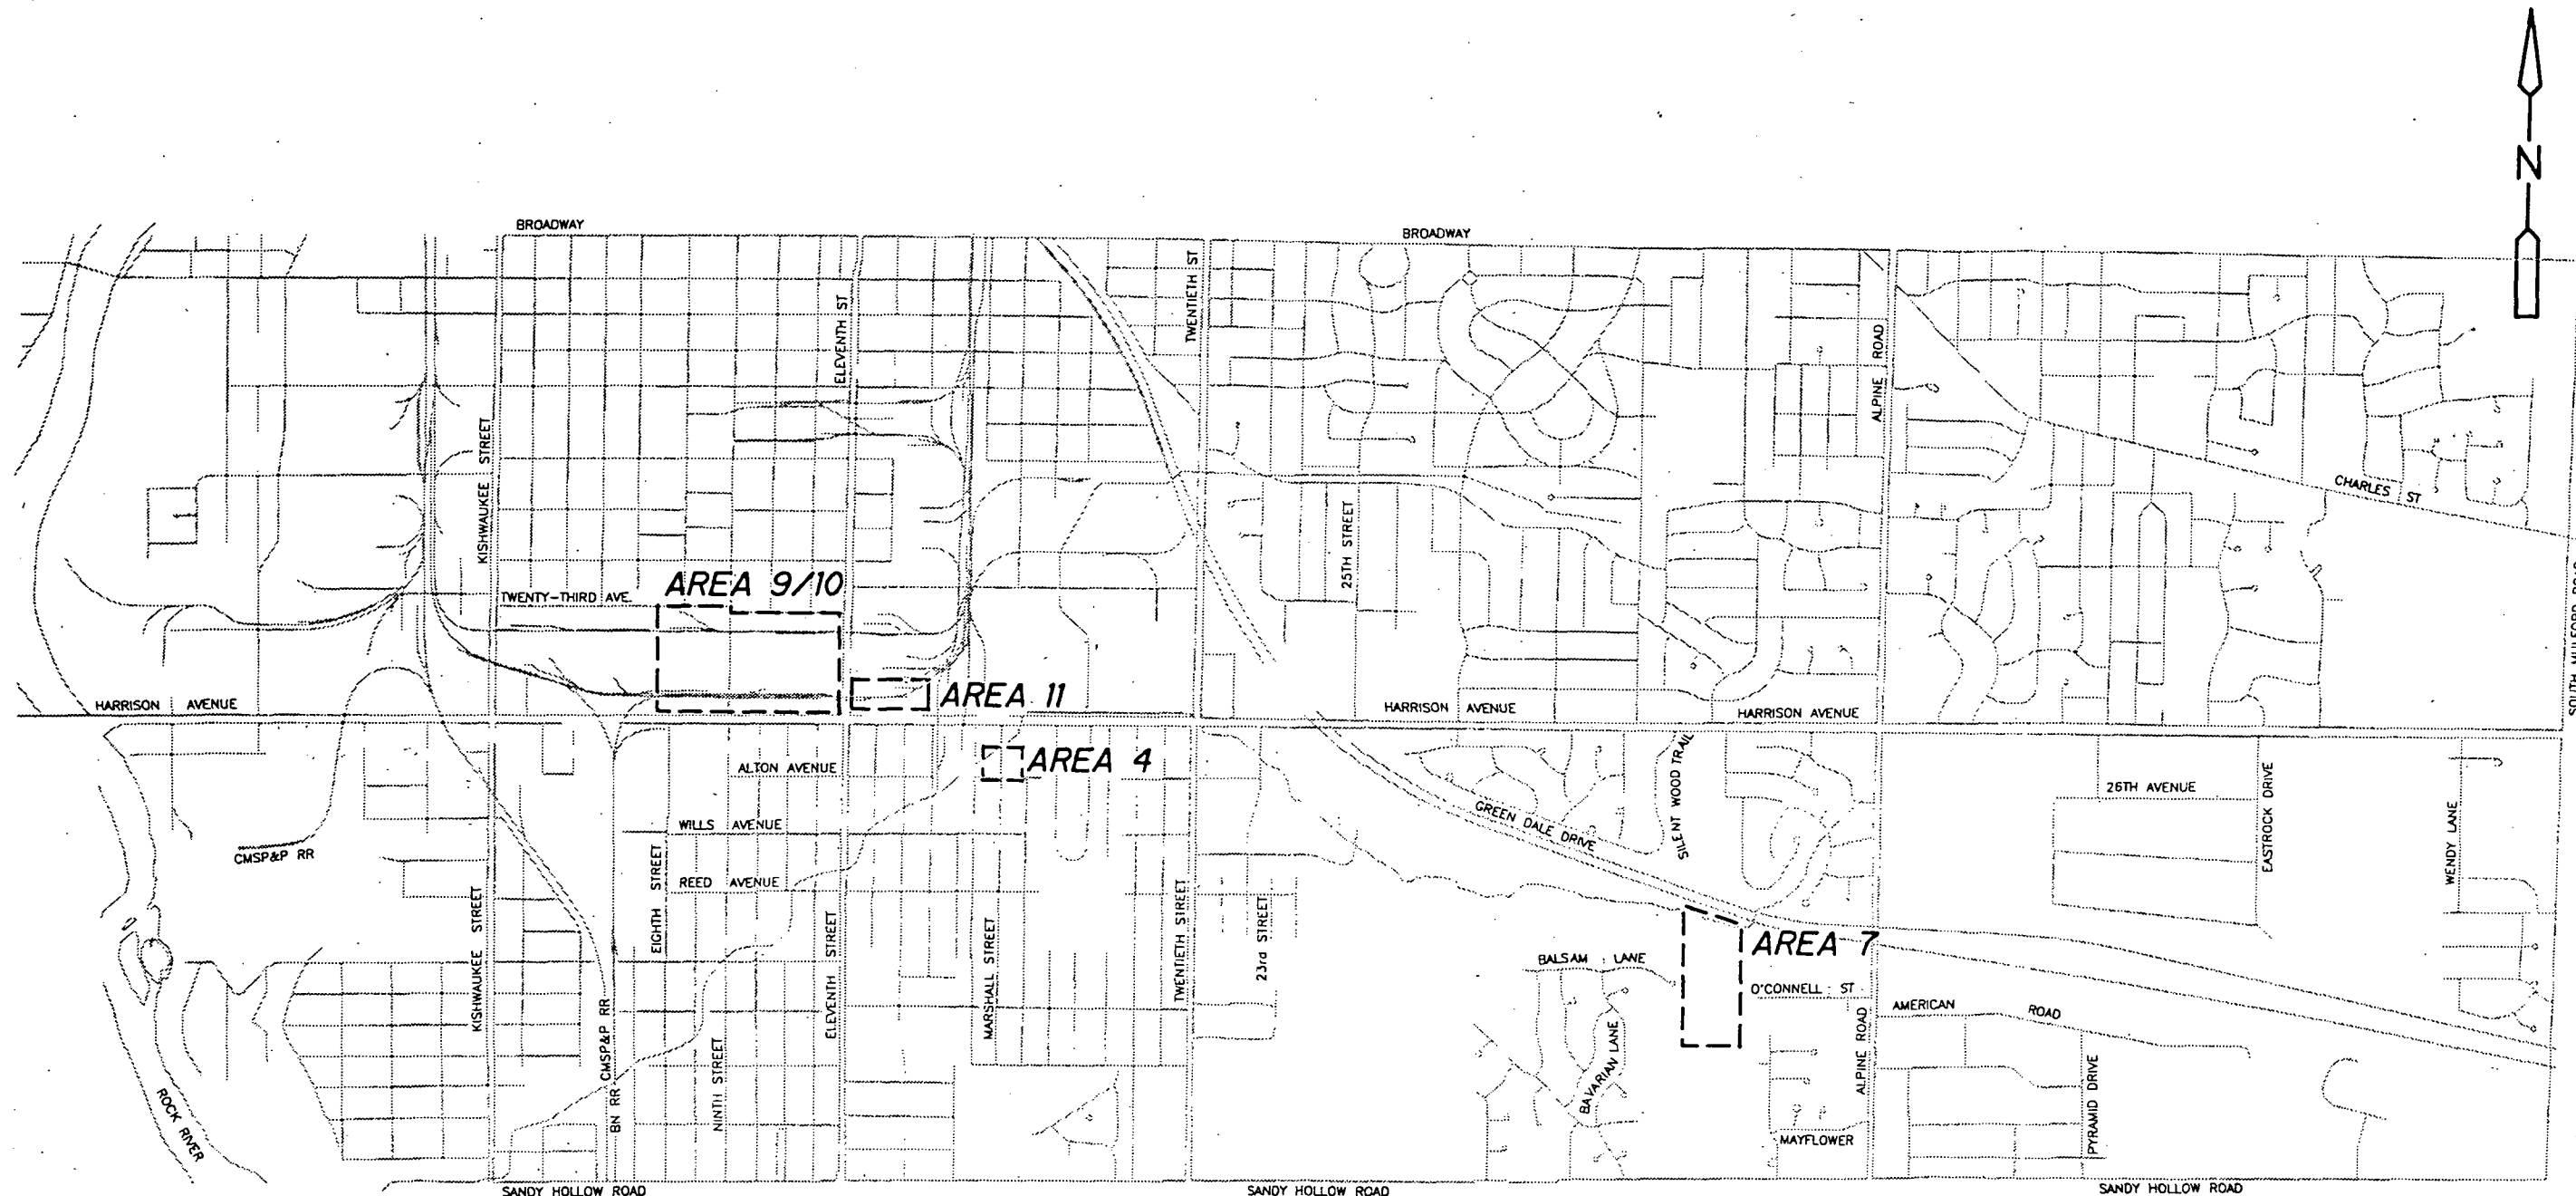 N
BROADWAY
BROADWAY
TWENTIETH ST
ELEVENTH ST
ALPINE ROAD
KISHWAUKEE STREET
CHARLES ST
25TH STREET
AREA 9/10
TWENTY-THIRD AVE.
SOUTH MULFORD ROAD
AREA 11
HARRISON AVENUE
HARRISON AVENUE
HARRISON AVENUE
AREA 4
ALTON AVENUE
SILENT WOOD TRAIL
26TH AVENUE
EASTROCK DRIVE
GREEN DALE DRIVE
WILLS AVENUE
WENDY LANE
CMSP&P RR
EIGHTH STREET
REED AVENUE
KISHWAUKEE STREET
ELEVENTH STREET
MARSHALL STREET
TWENTIETH STREET
23rd STREET
AREA 7
BALSAM LANE
O'CONNELL ST
AMERICAN ROAD
ALPINE ROAD
BAVARIAN LANE
CMSP&P RR
BN RR
NINTH STREET
PYRAMID DRIVE
ROCK RIVER
MAYFLOWER
SANDY HOLLOW ROAD
SANDY HOLLOW ROAD
SANDY HOLLOW ROAD